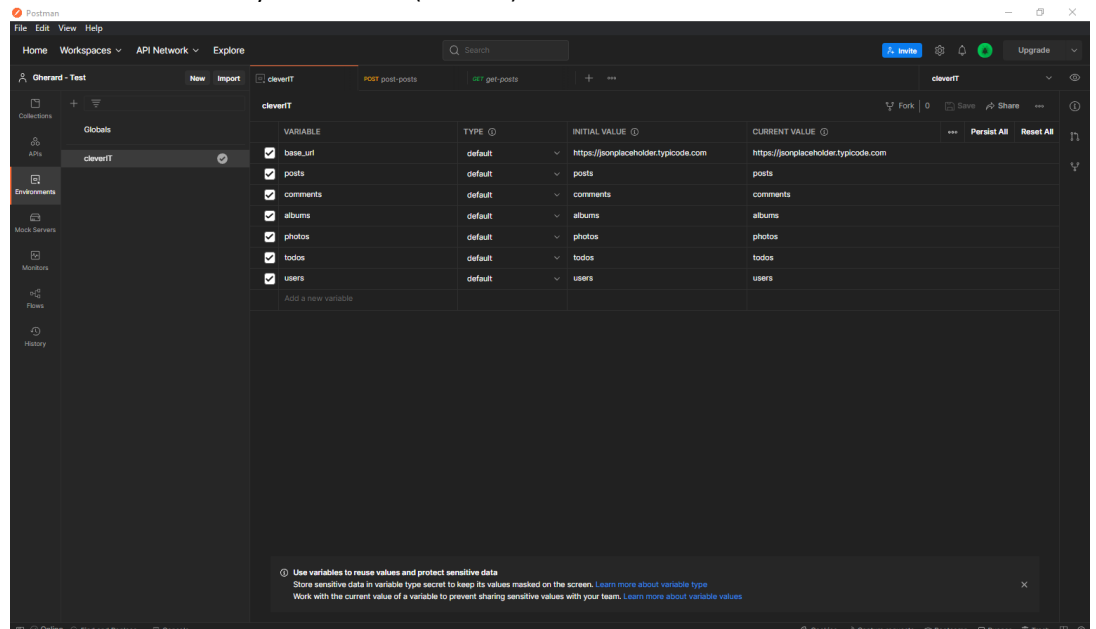 Postman
File Edit View Help
Home Workspaces API Network Explore Search Invite Upgrade
Gherard - Test New Import cleverIT POST post-posts GET get-posts cleverIT
Collections
APIs
Environments
Mock Servers
Monitors
Flows
History
Globals
cleverIT
cleverIT Fork 0 Save Share
VARIABLE TYPE INITIAL VALUE CURRENT VALUE Persist All Reset All
base_url default https://jsonplaceholder.typicode.com https://jsonplaceholder.typicode.com
posts default posts posts
comments default comments comments
albums default albums albums
photos default photos photos
todos default todos todos
users default users users
Add a new variable
Use variables to reuse values and protect sensitive data
Store sensitive data in variable type secret to keep its values masked on the screen. Learn more about variable type
Work with the current value of a variable to prevent sharing sensitive values with your team. Learn more about variable values